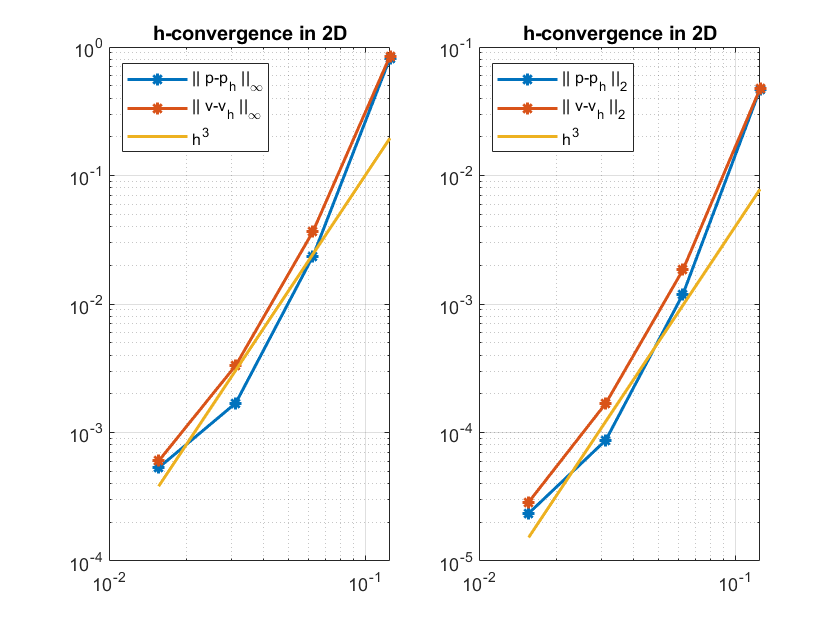 h-convergence in 2D
|| p-p_h ||_∞
|| v-v_h ||_∞
h^3
10^0
10^-1
10^-2
10^-3
10^-4
10^-2
10^-1
h-convergence in 2D
|| p-p_h ||_2
|| v-v_h ||_2
h^3
10^-1
10^-2
10^-3
10^-4
10^-5
10^-2
10^-1